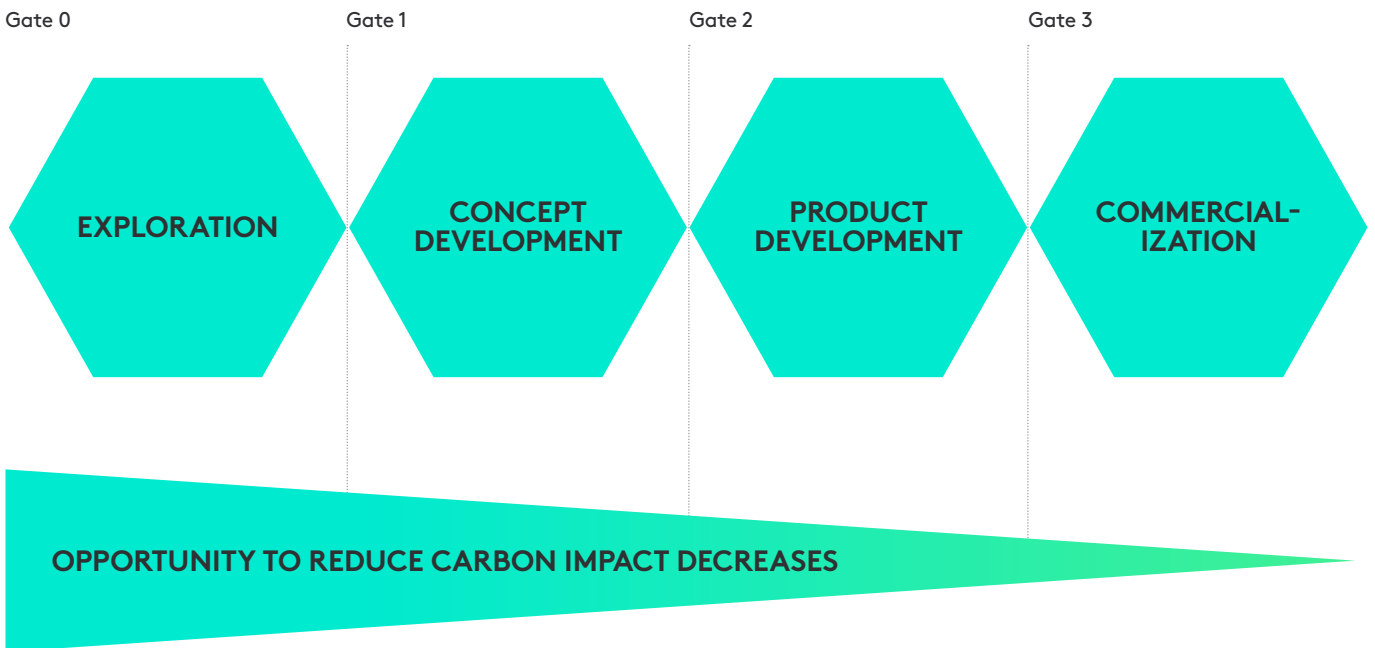 Gate 0
Gate 1
Gate 2
Gate 3
EXPLORATION
CONCEPT
DEVELOPMENT
PRODUCT
DEVELOPMENT
COMMERCIAL-
IZATION
OPPORTUNITY TO REDUCE CARBON IMPACT DECREASES